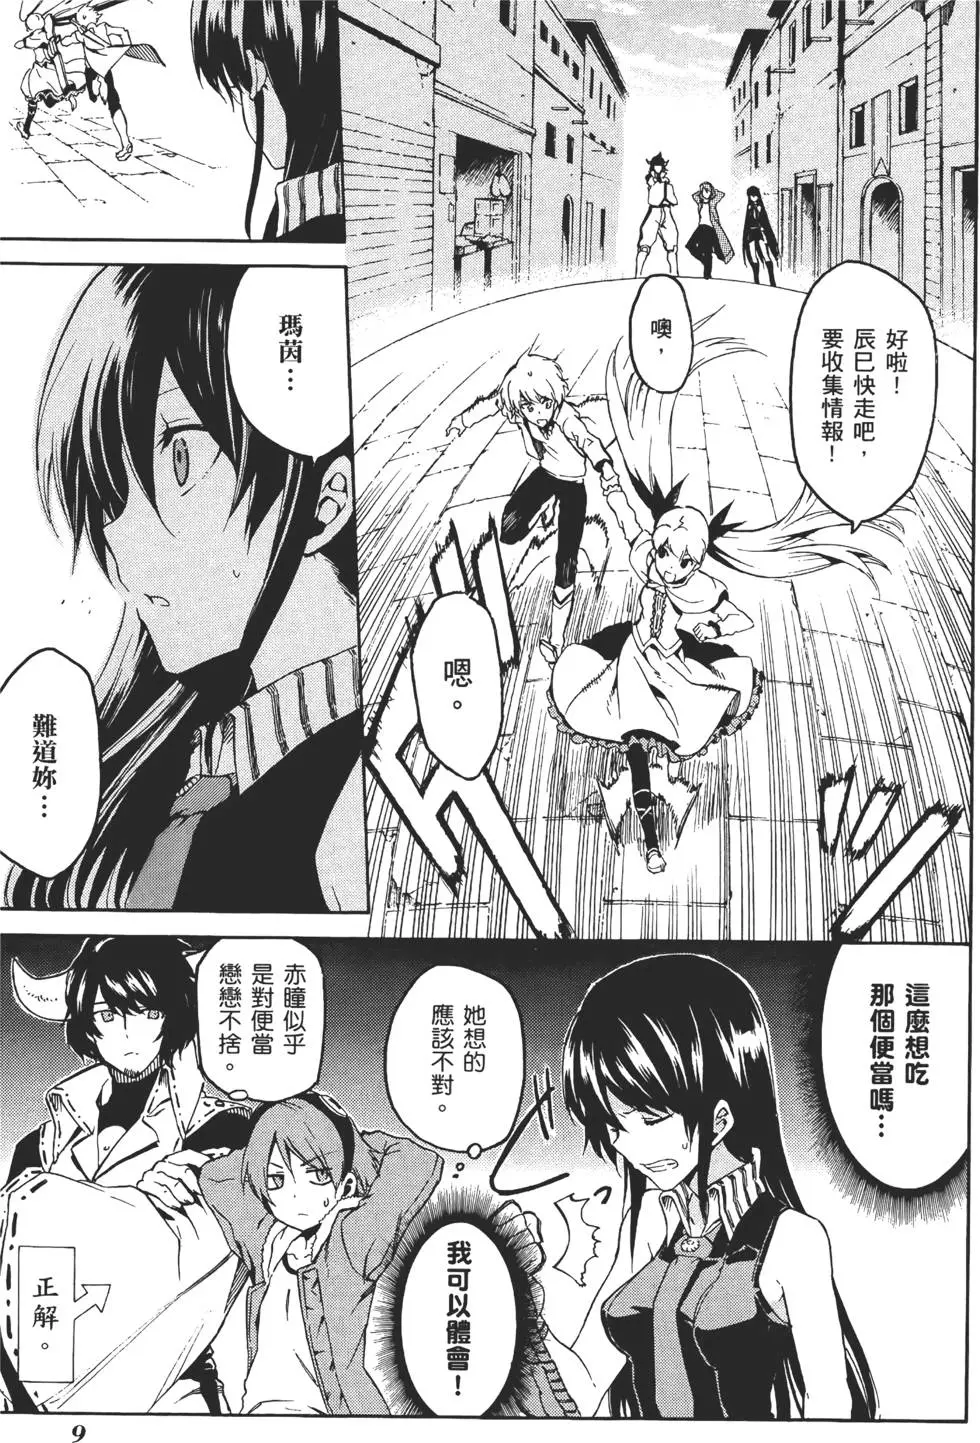 好啦！
辰巳快走吧，
要收集情報！
噢，
嗯。
瑪茵…
難道妳…
這麼想吃
那個便當嗎…
我可以體會！
她想的
應該不對。
赤瞳似乎
是對便當
戀戀不捨。
正解。
9